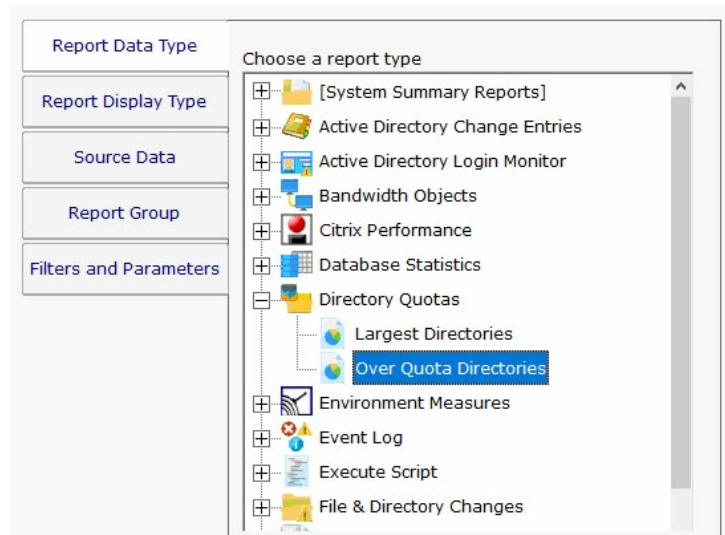 Report Data Type
Report Display Type
Source Data
Report Group
Filters and Parameters
Choose a report type
[System Summary Reports]
Active Directory Change Entries
Active Directory Login Monitor
Bandwidth Objects
Citrix Performance
Database Statistics
Directory Quotas
Largest Directories
Over Quota Directories
Environment Measures
Event Log
Execute Script
File & Directory Changes